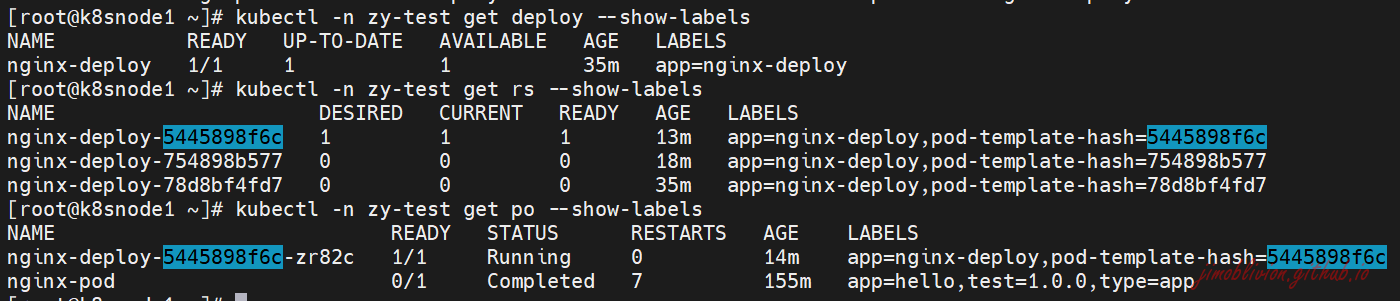 [root@k8snode1 ~]# kubectl -n zy-test get deploy --show-labels
NAME READY UP-TO-DATE AVAILABLE AGE LABELS
nginx-deploy 1/1 1 1 35m app=nginx-deploy
[root@k8snode1 ~]# kubectl -n zy-test get rs --show-labels
NAME DESIRED CURRENT READY AGE LABELS
nginx-deploy-5445898f6c 1 1 1 13m app=nginx-deploy,pod-template-hash=5445898f6c
nginx-deploy-754898b577 0 0 0 18m app=nginx-deploy,pod-template-hash=754898b577
nginx-deploy-78d8bf4fd7 0 0 0 35m app=nginx-deploy,pod-template-hash=78d8bf4fd7
[root@k8snode1 ~]# kubectl -n zy-test get po --show-labels
NAME READY STATUS RESTARTS AGE LABELS
nginx-deploy-5445898f6c-zr82c 1/1 Running 0 14m app=nginx-deploy,pod-template-hash=5445898f6c
nginx-pod 0/1 Completed 7 155m app=hello,test=1.0.0,type=app
jimoblivion.github.io
[root@k8snode1 ~]#